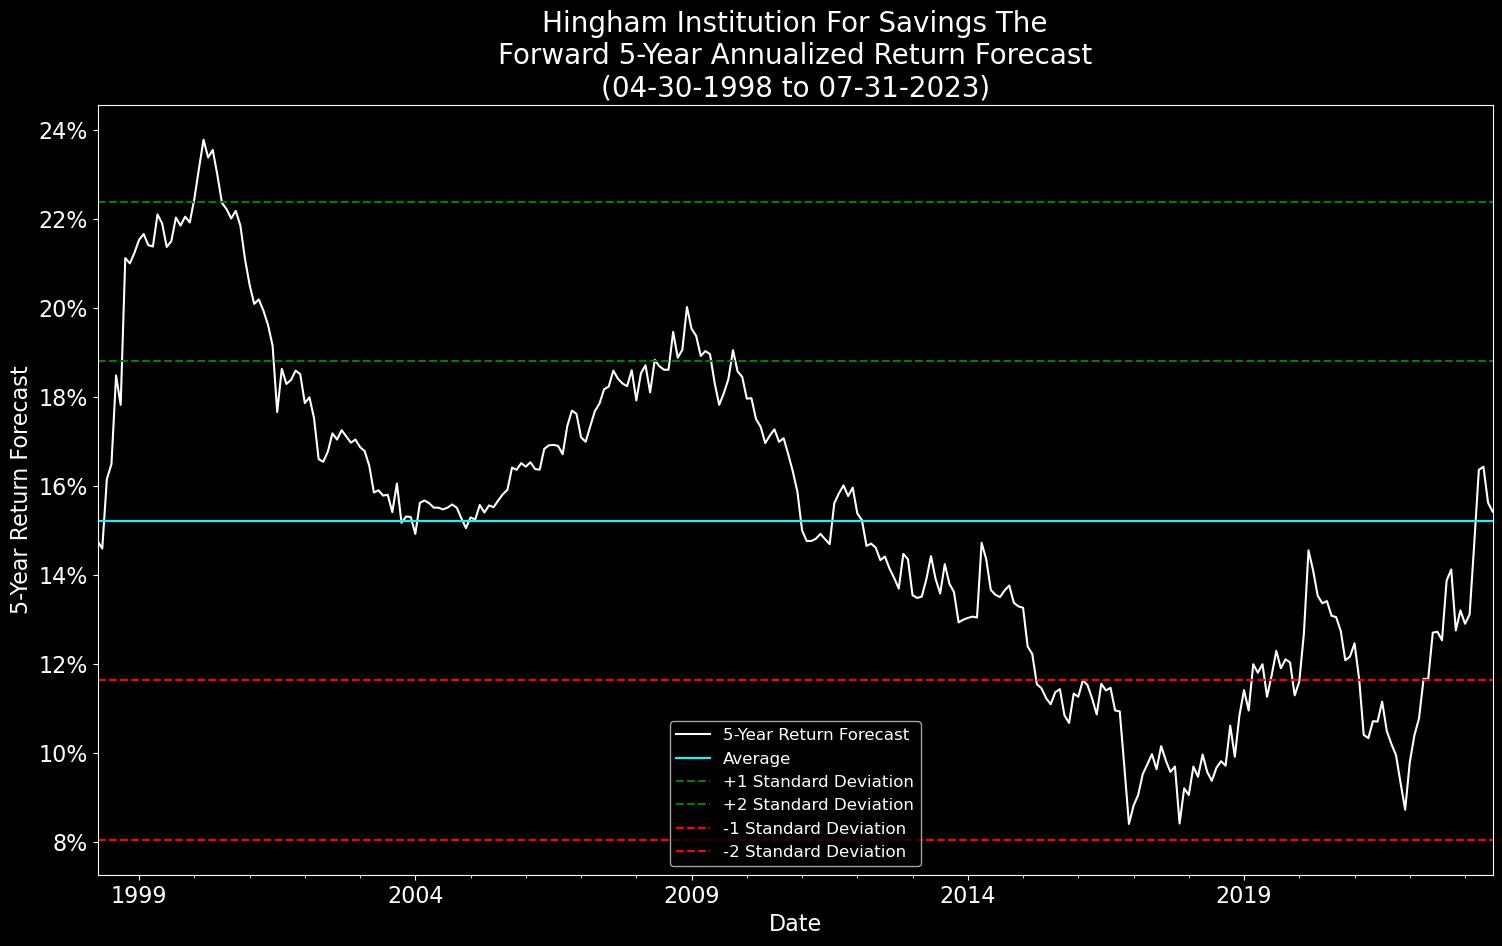 Hingham Institution For Savings The
Forward 5-Year Annualized Return Forecast
(04-30-1998 to 07-31-2023)
24%
22%
20%
18%
16%
14%
12%
10%
8%
5-Year Return Forecast
5-Year Return Forecast
Average
+1 Standard Deviation
+2 Standard Deviation
-1 Standard Deviation
-2 Standard Deviation
1999 2004 2009 2014 2019
Date